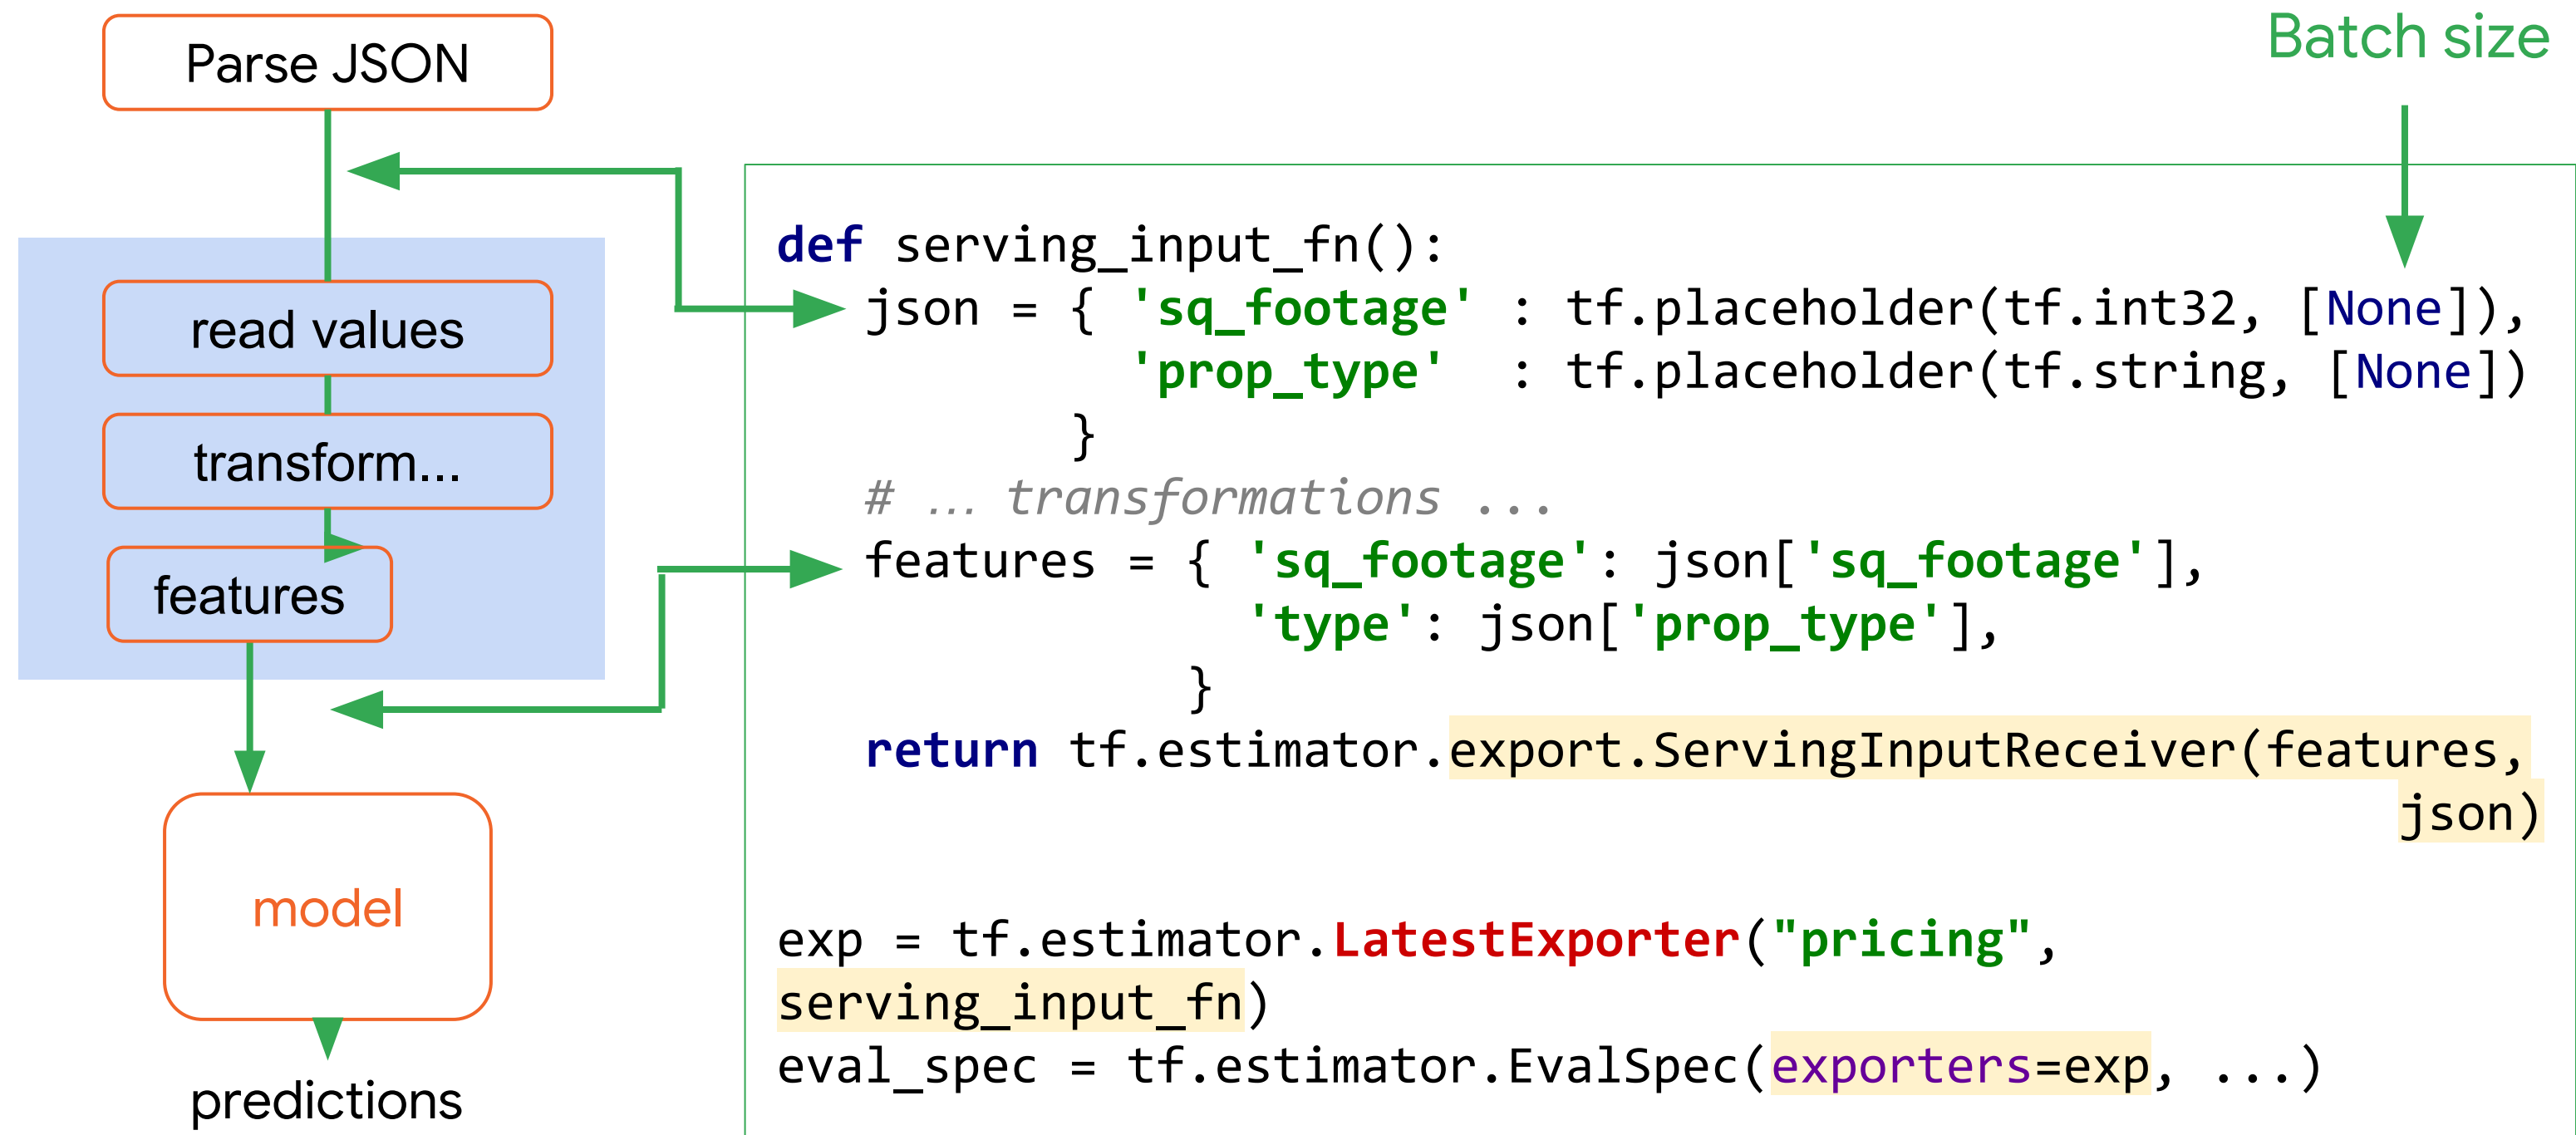 Parse JSON
read values
transform...
features
model
predictions
Batch size
def serving_input_fn():
json = { 'sq_footage' : tf.placeholder(tf.int32, [None]),
'prop_type' : tf.placeholder(tf.string, [None])
}
# ... transformations ...
features = { 'sq_footage': json['sq_footage'],
'type': json['prop_type'],
}
return tf.estimator.export.ServingInputReceiver(features,
json)
exp = tf.estimator.LatestExporter("pricing",
serving_input_fn)
eval_spec = tf.estimator.EvalSpec(exporters=exp, ...)